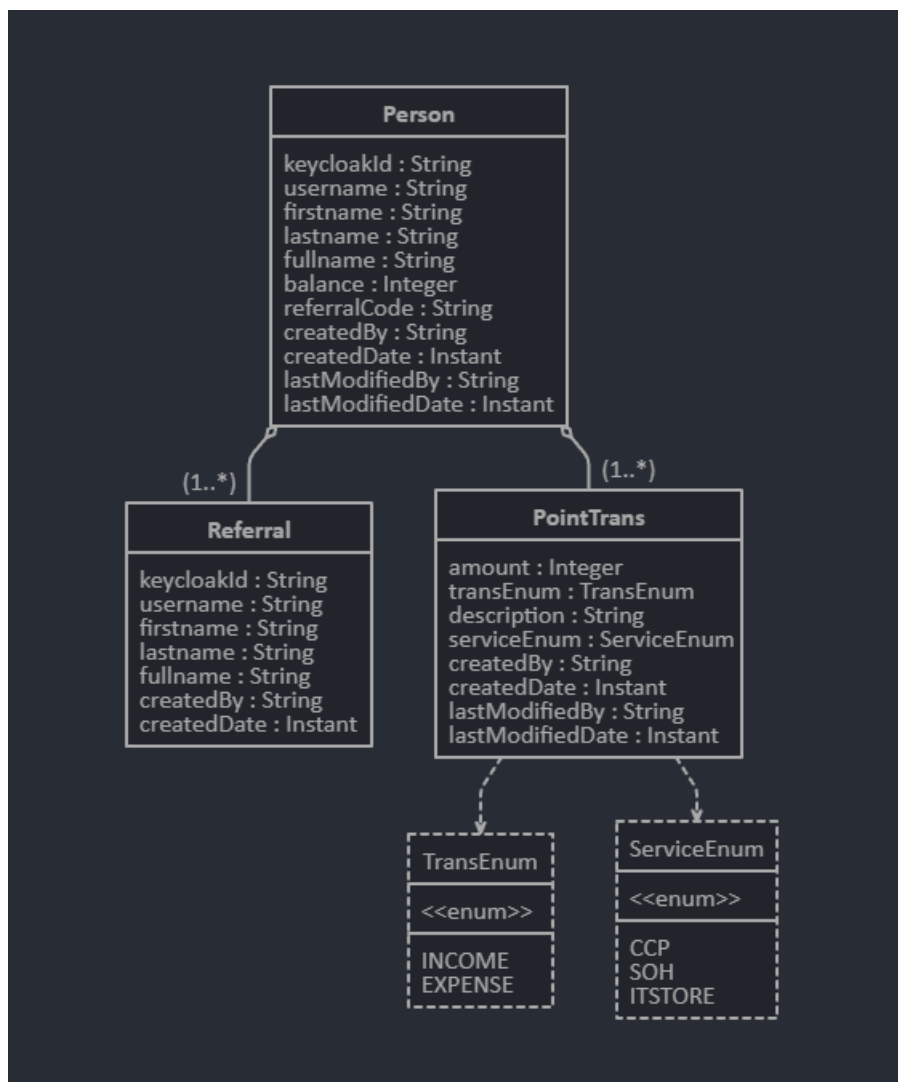 Person
keycloakId : String
username : String
firstname : String
lastname : String
fullname : String
balance : Integer
referralCode : String
createdBy : String
createdDate : Instant
lastModifiedBy : String
lastModifiedDate : Instant
(1..*)
(1..*)
Referral
keycloakId : String
username : String
firstname : String
lastname : String
fullname : String
createdBy : String
createdDate : Instant
PointTrans
amount : Integer
transEnum : TransEnum
description : String
serviceEnum : ServiceEnum
createdBy : String
createdDate : Instant
lastModifiedBy : String
lastModifiedDate : Instant
TransEnum
<<enum>>
INCOME
EXPENSE
ServiceEnum
<<enum>>
CCP
SOH
ITSTORE